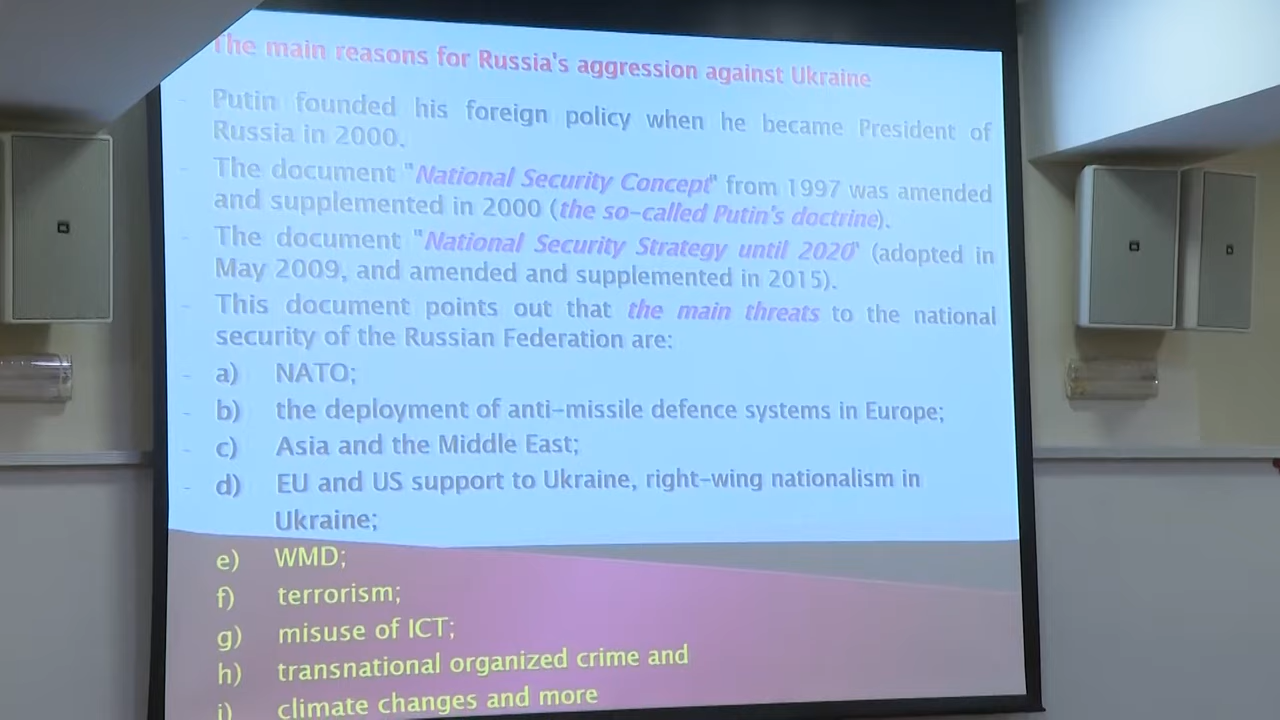 The main reasons for Russia's aggression against Ukraine
- Putin founded his foreign policy when he became President of
Russia in 2000.
- The document "National Security Concept" from 1997 was amended
and supplemented in 2000 (the so-called Putin's doctrine).
- The document "National Security Strategy until 2020" (adopted in
May 2009, and amended and supplemented in 2015).
- This document points out that the main threats to the national
security of the Russian Federation are:
- a) NATO;
- b) the deployment of anti-missile defence systems in Europe;
- c) Asia and the Middle East;
- d) EU and US support to Ukraine, right-wing nationalism in
Ukraine;
e) WMD;
f) terrorism;
g) misuse of ICT;
h) transnational organized crime and
i) climate changes and more